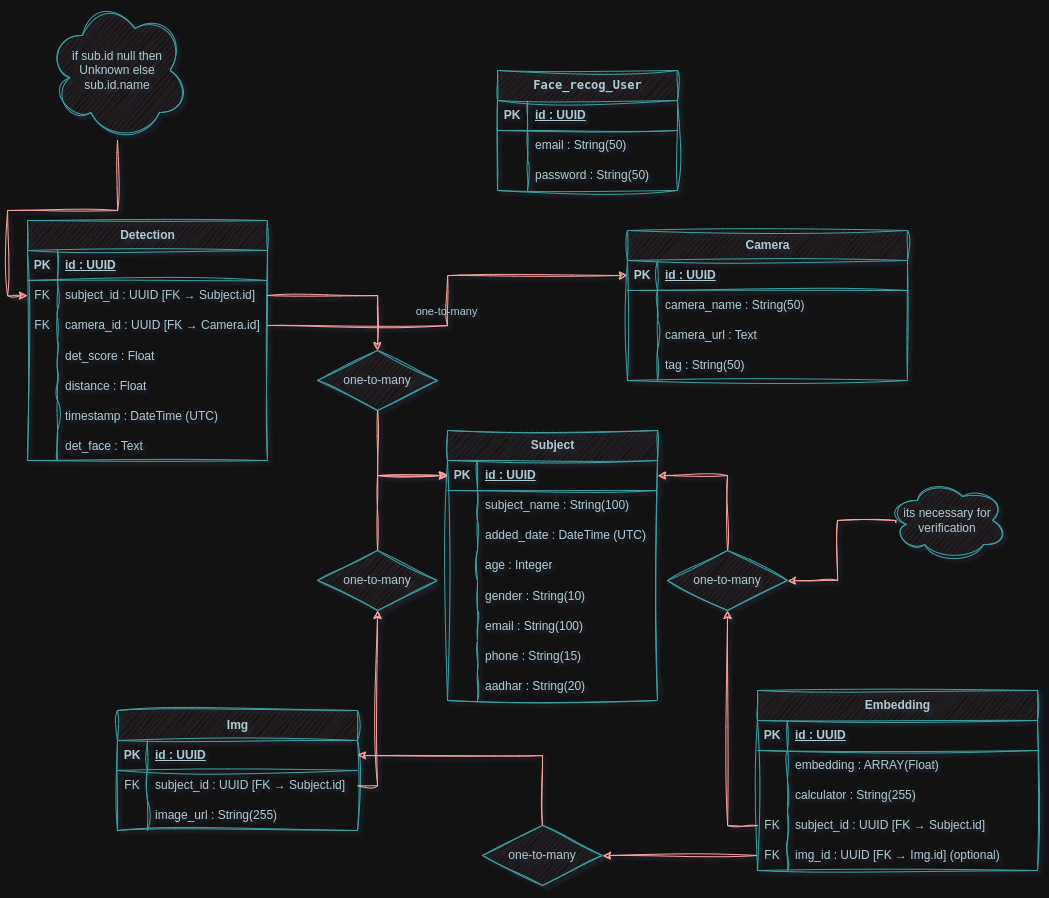 if sub.id null then
Unknown else
sub.id.name
Face_recog_User
PK id : UUID
email : String(50)
password : String(50)
Detection
PK id : UUID
FK subject_id : UUID [FK → Subject.id]
FK camera_id : UUID [FK → Camera.id]
det_score : Float
distance : Float
timestamp : DateTime (UTC)
det_face : Text
Camera
PK id : UUID
camera_name : String(50)
camera_url : Text
tag : String(50)
one-to-many
one-to-many
Subject
PK id : UUID
subject_name : String(100)
added_date : DateTime (UTC)
age : Integer
gender : String(10)
email : String(100)
phone : String(15)
aadhar : String(20)
its necessary for
verification
one-to-many
one-to-many
Img
PK id : UUID
FK subject_id : UUID [FK → Subject.id]
image_url : String(255)
Embedding
PK id : UUID
embedding : ARRAY(Float)
calculator : String(255)
FK subject_id : UUID [FK → Subject.id]
FK img_id : UUID [FK → Img.id] (optional)
one-to-many